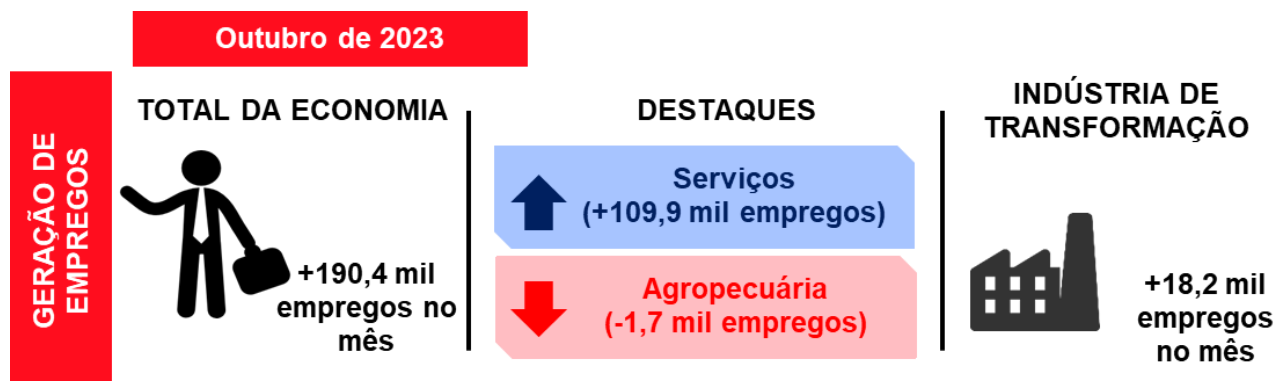 Outubro de 2023
GERAÇÃO DE
EMPREGOS
TOTAL DA ECONOMIA
+190,4 mil
empregos no
mês
DESTAQUES
Serviços
(+109,9 mil empregos)
Agropecuária
(-1,7 mil empregos)
INDÚSTRIA DE
TRANSFORMAÇÃO
+18,2 mil
empregos
no mês